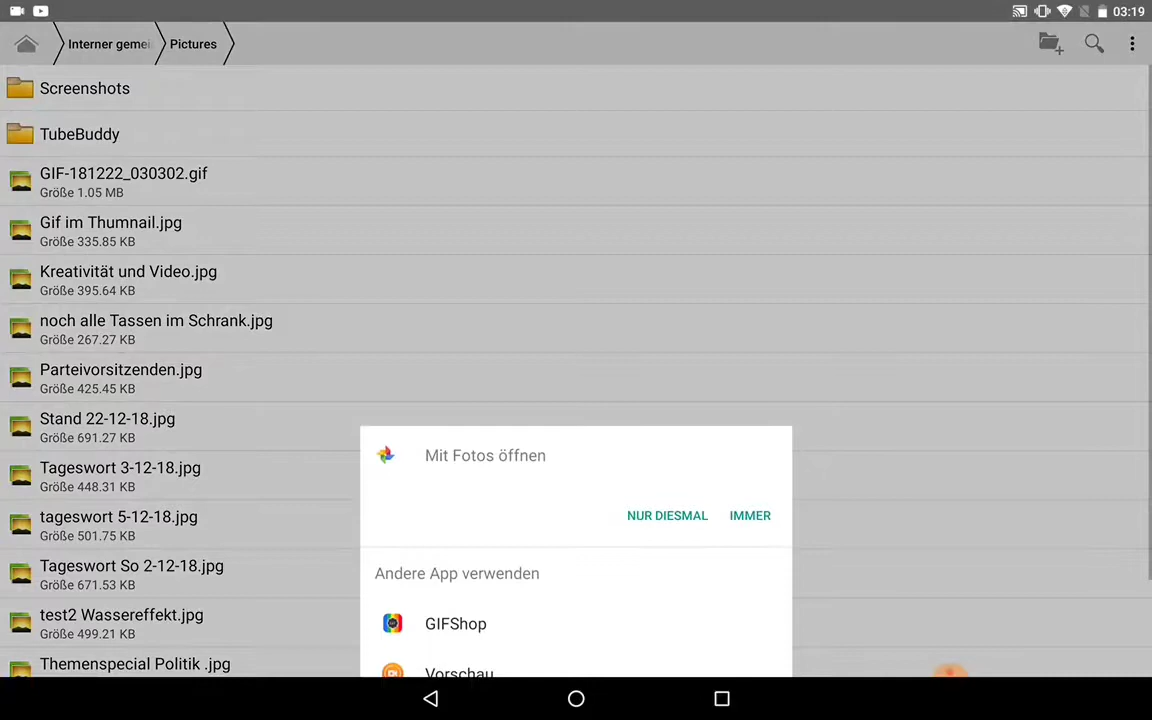 03:19
Interner gemei
Pictures
Screenshots
TubeBuddy
GIF-181222_030302.gif
Größe 1.05 MB
Gif im Thumnail.jpg
Größe 335.85 KB
Kreativität und Video.jpg
Größe 395.64 KB
noch alle Tassen im Schrank.jpg
Größe 267.27 KB
Parteivorsitzenden.jpg
Größe 425.45 KB
Stand 22-12-18.jpg
Größe 691.27 KB
Tageswort 3-12-18.jpg
Größe 448.31 KB
tageswort 5-12-18.jpg
Größe 501.75 KB
Tageswort So 2-12-18.jpg
Größe 671.53 KB
test2 Wassereffekt.jpg
Größe 499.21 KB
Themenspecial Politik .jpg
Mit Fotos öffnen
NUR DIESMAL IMMER
Andere App verwenden
GIFShop
Vorschau